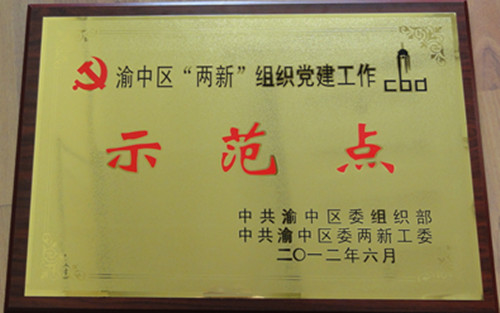 渝中区“两新”组织党建工作 cbd
示范点
中共渝中区委组织部
中共渝中区委两新工委
二〇一二年六月